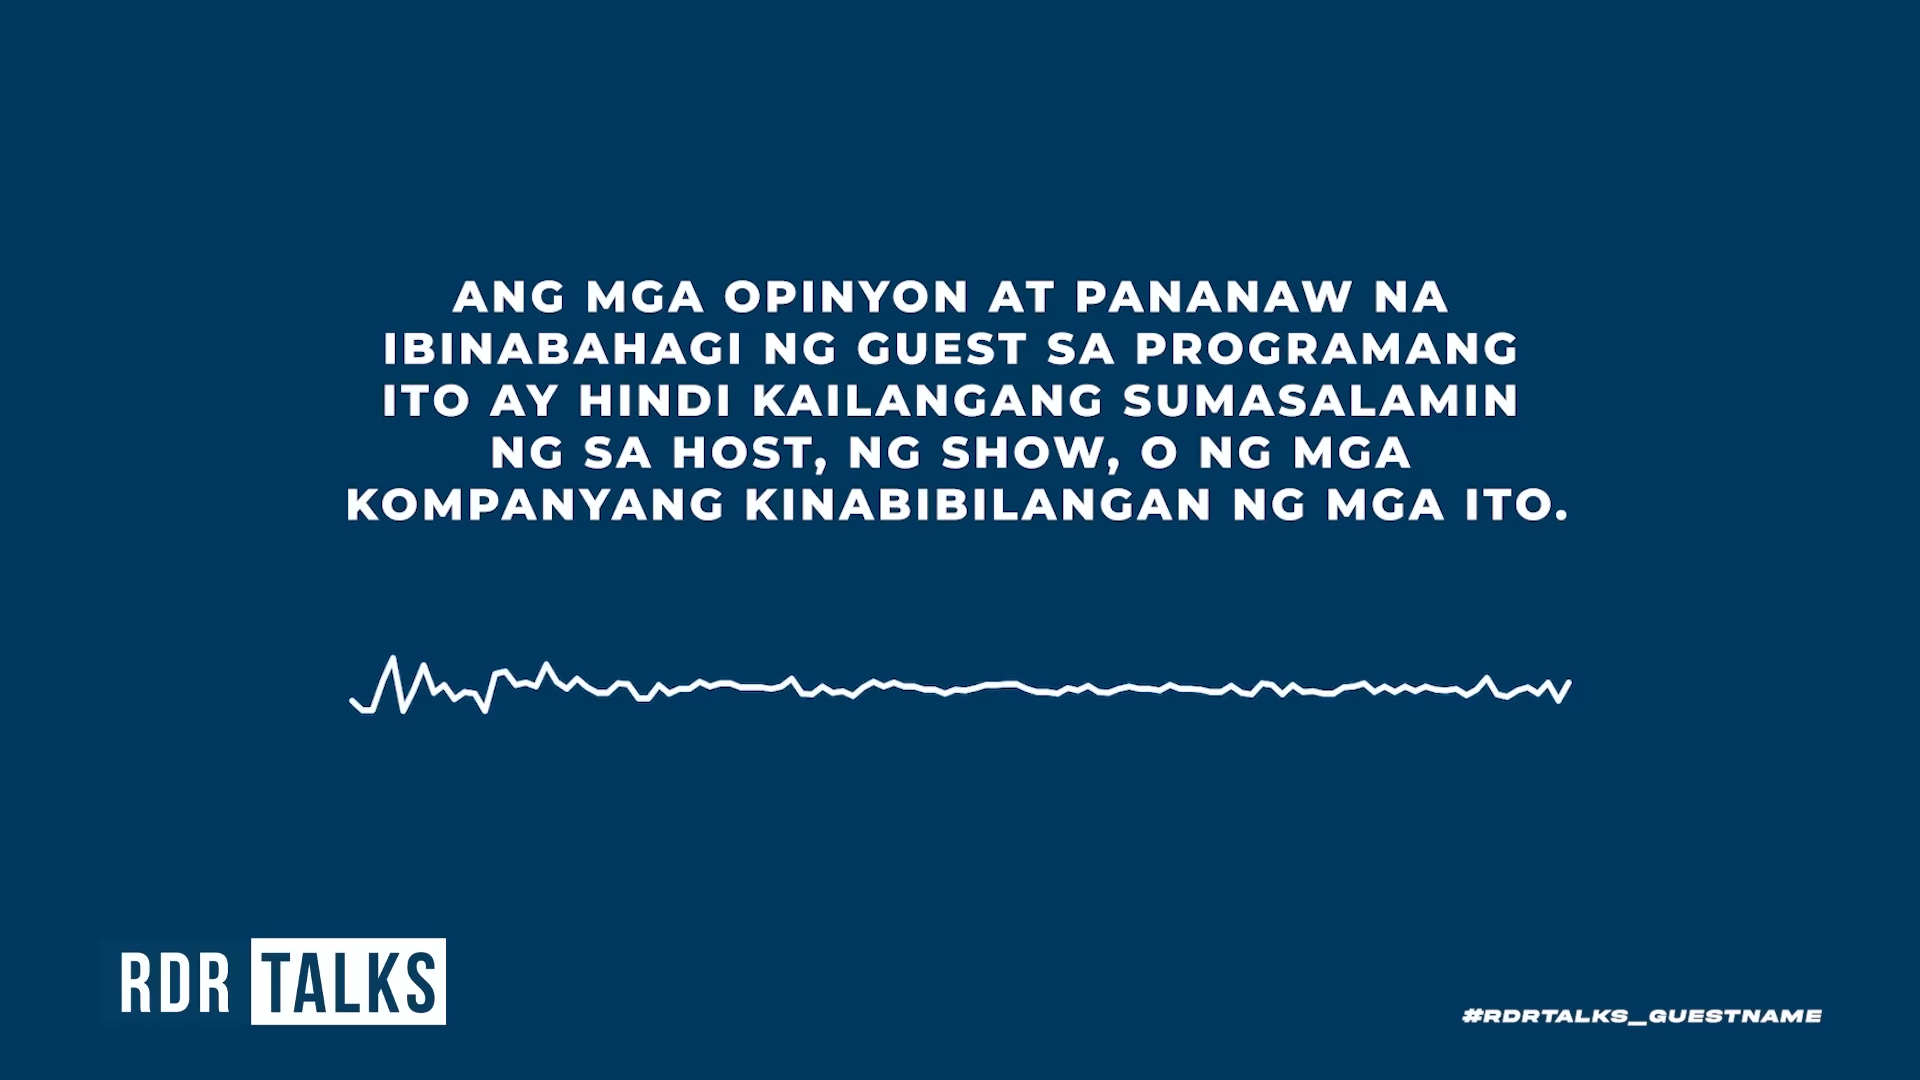 ANG MGA OPINYON AT PANANAW NA
IBINABAHAGI NG GUEST SA PROGRAMANG
ITO AY HINDI KAILANGANG SUMASALAMIN
NG SA HOST, NG SHOW, O NG MGA
KOMPANYANG KINABIBILANGAN NG MGA ITO.
RDR TALKS
#RDRTALKS_GUESTNAME